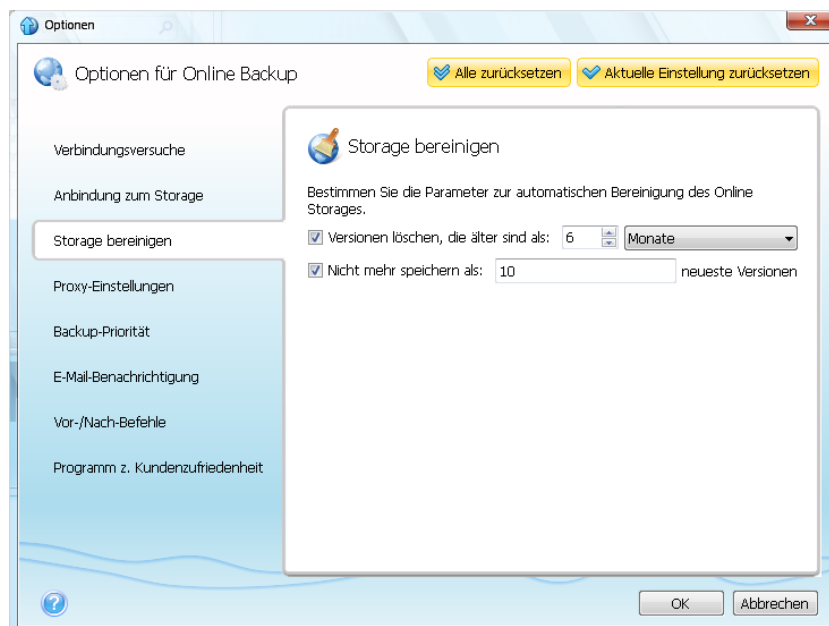 Optionen
Optionen für Online Backup
Alle zurücksetzen
Aktuelle Einstellung zurücksetzen
Verbindungsversuche
Anbindung zum Storage
Storage bereinigen
Proxy-Einstellungen
Backup-Priorität
E-Mail-Benachrichtigung
Vor-/Nach-Befehle
Programm z. Kundenzufriedenheit
Storage bereinigen
Bestimmen Sie die Parameter zur automatischen Bereinigung des Online
Storages.
Versionen löschen, die älter sind als: 6 Monate
Nicht mehr speichern als: 10 neueste Versionen
OK
Abbrechen